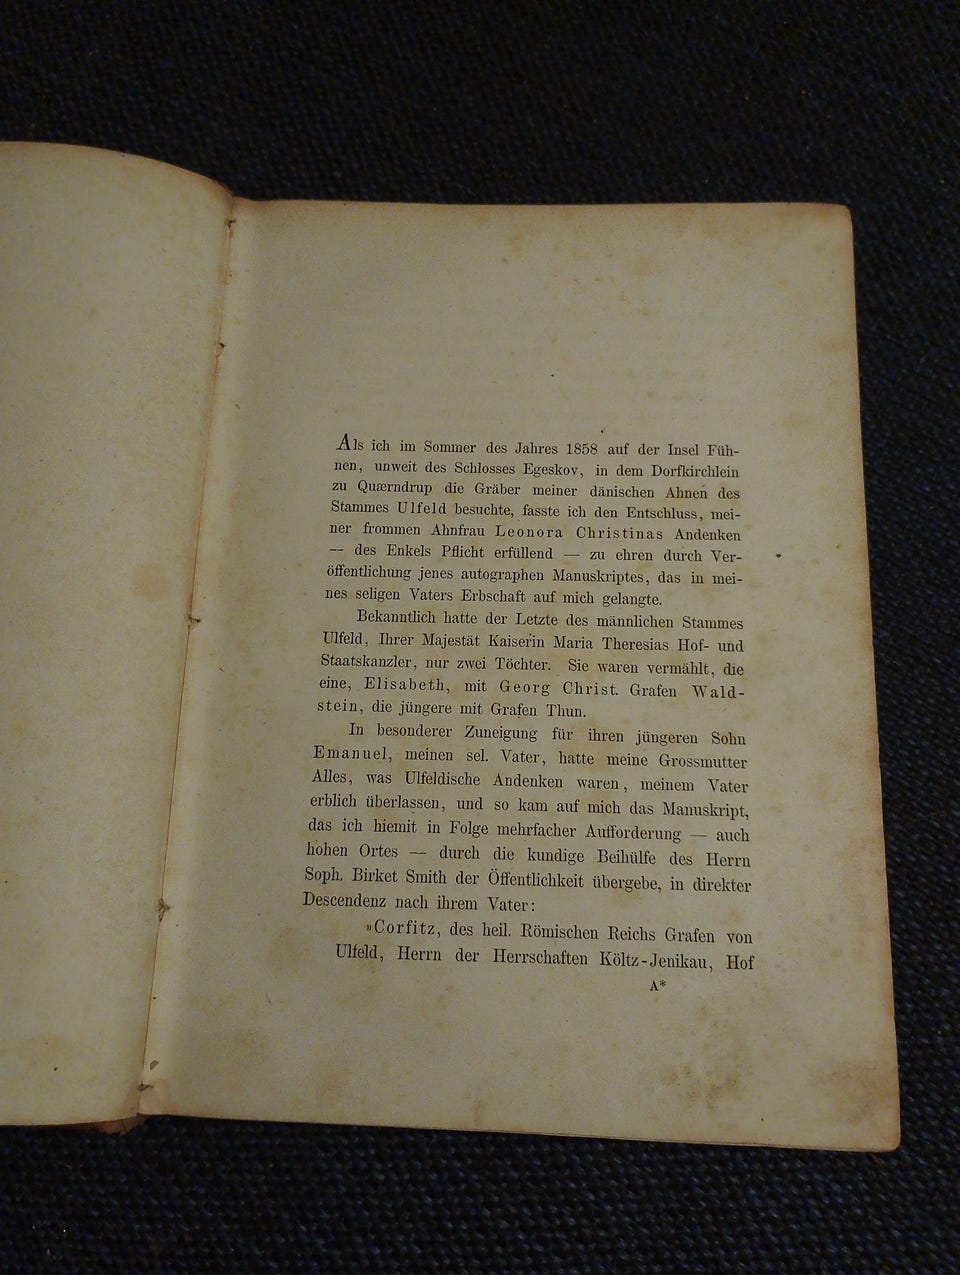 Als ich im Sommer des Jahres 1858 auf der Insel Füh-
nen, unweit des Schlosses Egeskov, in dem Dorfkirchlein
zu Quærndrup die Gräber meiner dänischen Ahnen des
Stammes Ulfeld besuchte, fasste ich den Entschluss, mei-
ner frommen Ahnfrau Leonora Christinas Andenken
— des Enkels Pflicht erfüllend — zu ehren durch Ver-
öffentlichung jenes autographen Manuskriptes, das in mei-
nes seligen Vaters Erbschaft auf mich gelangte.
Bekanntlich hatte der Letzte des männlichen Stammes
Ulfeld, Ihrer Majestät Kaiserin Maria Theresias Hof- und
Staatskanzler, nur zwei Töchter. Sie waren vermählt, die
eine, Elisabeth, mit Georg Christ. Grafen Wald-
stein, die jüngere mit Grafen Thun.
In besonderer Zuneigung für ihren jüngeren Sohn
Emanuel, meinen sel. Vater, hatte meine Grossmutter
Alles, was Ulfeldische Andenken waren, meinem Vater
erblich überlassen, und so kam auf mich das Manuskript,
das ich hiemit in Folge mehrfacher Aufforderung — auch
hohen Ortes — durch die kundige Beihülfe des Herrn
Soph. Birket Smith der Öffentlichkeit übergebe, in direkter
Descendenz nach ihrem Vater:
»Corfitz, des heil. Römischen Reichs Grafen von
Ulfeld, Herrn der Herrschaften Költz-Jenikau, Hof
A*